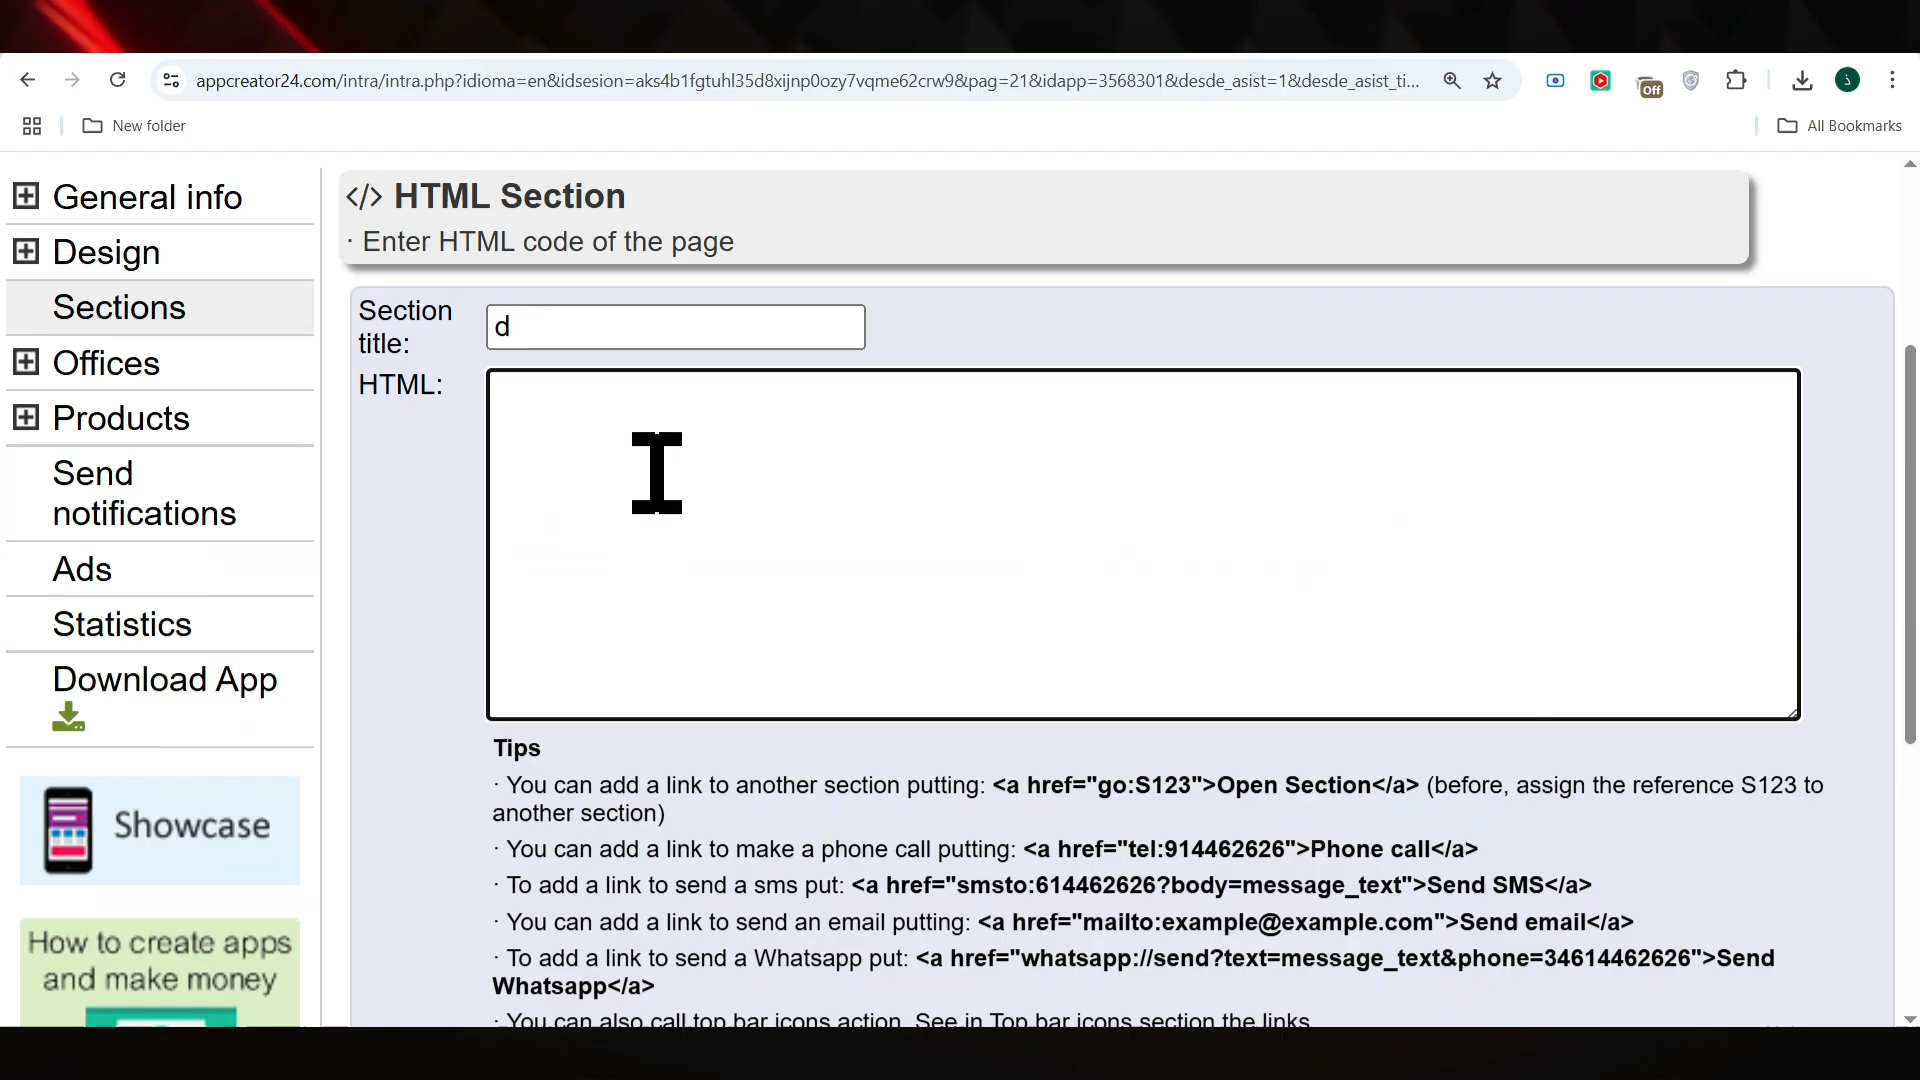 appcreator24.com/intra/intra.php?idioma=en&idsesion=aks4b1fgtuhl35d8xijnp0ozy7vqme62crw9&pag=21&idapp=3568301&desde_asist=1&desde_asist_ti...
Off
New folder
All Bookmarks
General info
Design
Sections
Offices
Products
Send
notifications
Ads
Statistics
Download App
Showcase
How to create apps
and make money
</> HTML Section
· Enter HTML code of the page
Section
title:
d
HTML:
Tips
· You can add a link to another section putting: <a href="go:S123">Open Section</a> (before, assign the reference S123 to
another section)
· You can add a link to make a phone call putting: <a href="tel:914462626">Phone call</a>
· To add a link to send a sms put: <a href="smsto:614462626?body=message_text">Send SMS</a>
· You can add a link to send an email putting: <a href="mailto:example@example.com">Send email</a>
· To add a link to send a Whatsapp put: <a href="whatsapp://send?text=message_text&phone=34614462626">Send
Whatsapp</a>
· You can also call top bar icons action. See in Top bar icons section the links